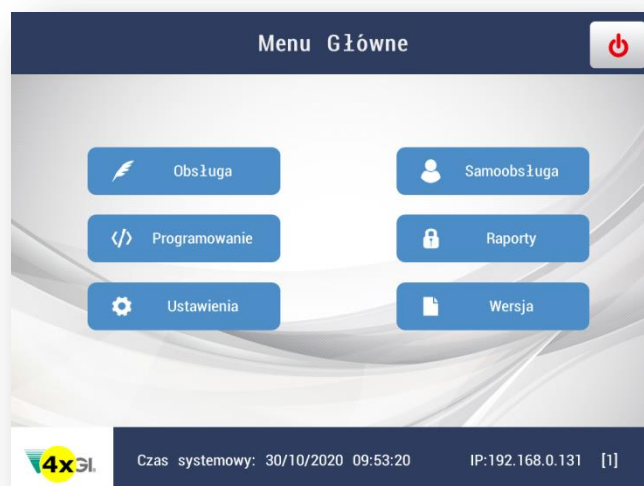 Menu Główne
Obsługa
Samoobsługa
Programowanie
Raporty
Ustawienia
Wersja
4xGI.
Czas systemowy: 30/10/2020 09:53:20 IP:192.168.0.131 [1]